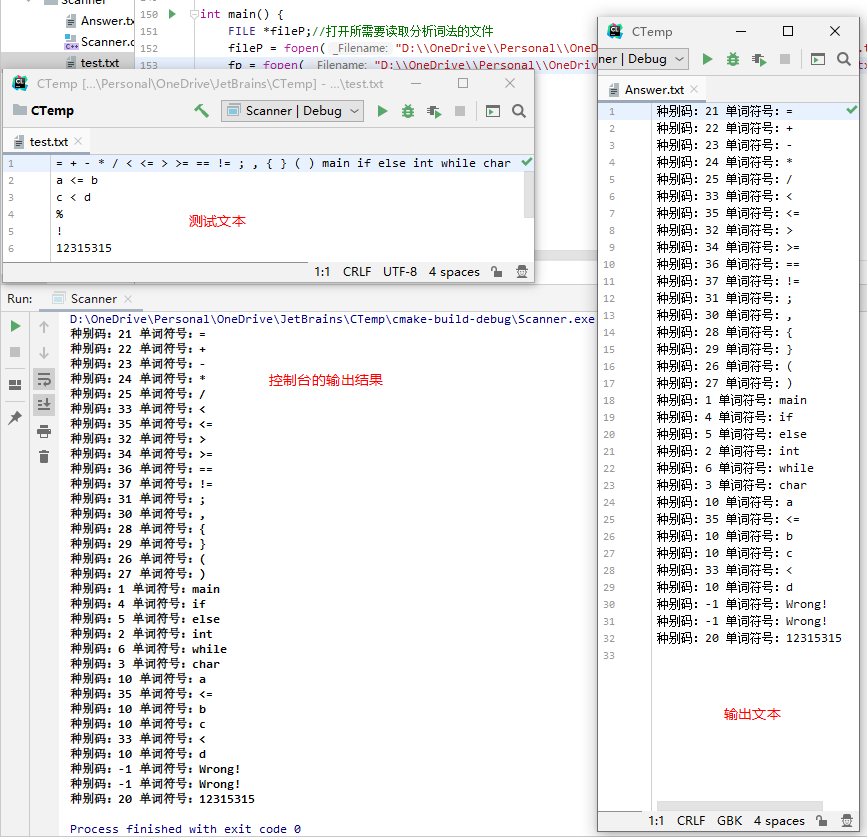 Scanner
Answer.tx
Scanner.c
test.txt
150 int main() {
151 FILE *fileP;//打开所需要读取分析词法的文件
152 fileP = fopen( _Filename: "D:\\OneDrive\\Personal\\OneD
153 fp = fopen( _Filename: "D:\\OneDrive\\Personal\\OneDriv
CTemp [...\Personal\OneDrive\JetBrains\CTemp] - ...\test.txt
CTemp
Scanner | Debug
test.txt
1 = + - * / < <= > >= == != ; , { } ( ) main if else int while char
2 a <= b
3 c < d
4 %
5 !
6 12315315
测试文本
1:1 CRLF UTF-8 4 spaces
Run: Scanner
D:\OneDrive\Personal\OneDrive\JetBrains\CTemp\cmake-build-debug\Scanner.exe
种别码: 21 单词符号: =
种别码: 22 单词符号: +
种别码: 23 单词符号: -
种别码: 24 单词符号: *
种别码: 25 单词符号: /
种别码: 33 单词符号: <
种别码: 35 单词符号: <=
种别码: 32 单词符号: >
种别码: 34 单词符号: >=
种别码: 36 单词符号: ==
种别码: 37 单词符号: !=
种别码: 31 单词符号: ;
种别码: 30 单词符号: ,
种别码: 28 单词符号: {
种别码: 29 单词符号: }
种别码: 26 单词符号: (
种别码: 27 单词符号: )
种别码: 1 单词符号: main
种别码: 4 单词符号: if
种别码: 5 单词符号: else
种别码: 2 单词符号: int
种别码: 6 单词符号: while
种别码: 3 单词符号: char
种别码: 10 单词符号: a
种别码: 35 单词符号: <=
种别码: 10 单词符号: b
种别码: 10 单词符号: c
种别码: 33 单词符号: <
种别码: 10 单词符号: d
种别码: -1 单词符号: Wrong!
种别码: -1 单词符号: Wrong!
种别码: 20 单词符号: 12315315
Process finished with exit code 0
控制台的输出结果
CTemp
ner | Debug
Answer.txt
1 种别码: 21 单词符号: =
2 种别码: 22 单词符号: +
3 种别码: 23 单词符号: -
4 种别码: 24 单词符号: *
5 种别码: 25 单词符号: /
6 种别码: 33 单词符号: <
7 种别码: 35 单词符号: <=
8 种别码: 32 单词符号: >
9 种别码: 34 单词符号: >=
10 种别码: 36 单词符号: ==
11 种别码: 37 单词符号: !=
12 种别码: 31 单词符号: ;
13 种别码: 30 单词符号: ,
14 种别码: 28 单词符号: {
15 种别码: 29 单词符号: }
16 种别码: 26 单词符号: (
17 种别码: 27 单词符号: )
18 种别码: 1 单词符号: main
19 种别码: 4 单词符号: if
20 种别码: 5 单词符号: else
21 种别码: 2 单词符号: int
22 种别码: 6 单词符号: while
23 种别码: 3 单词符号: char
24 种别码: 10 单词符号: a
25 种别码: 35 单词符号: <=
26 种别码: 10 单词符号: b
27 种别码: 10 单词符号: c
28 种别码: 33 单词符号: <
29 种别码: 10 单词符号: d
30 种别码: -1 单词符号: Wrong!
31 种别码: -1 单词符号: Wrong!
32 种别码: 20 单词符号: 12315315
33
输出文本
1:1 CRLF GBK 4 spaces